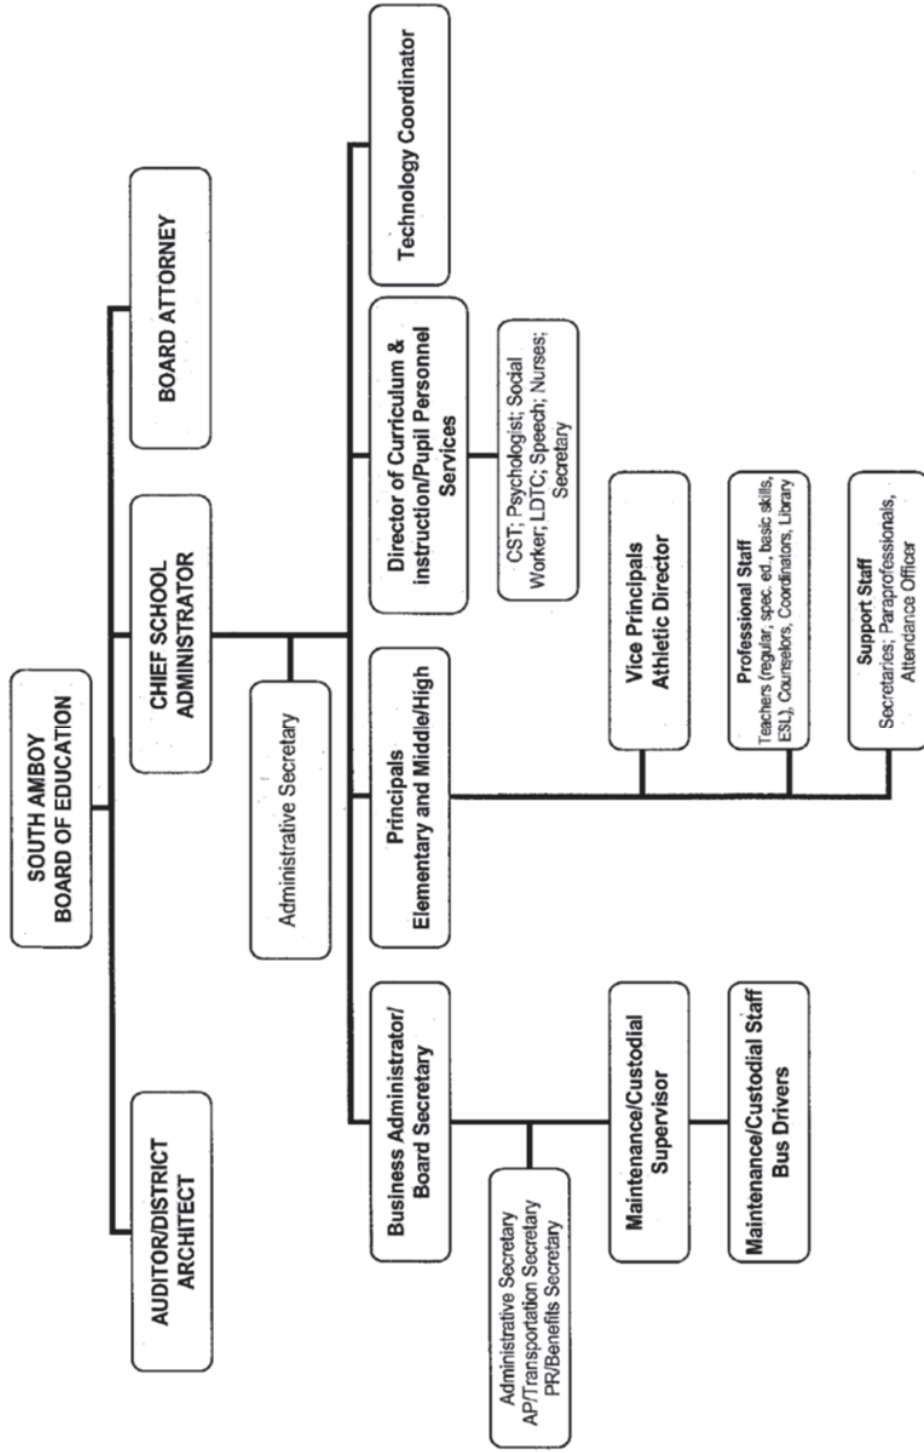 SOUTH AMBOY
BOARD OF EDUCATION
AUDITOR/DISTRICT
ARCHITECT
CHIEF SCHOOL
ADMINISTRATOR
BOARD ATTORNEY
Administrative Secretary
Business Administrator/
Board Secretary
Principals
Elementary and Middle/High
Director of Curriculum &
Instruction/Pupil Personnel
Services
Technology Coordinator
Administrative Secretary
AP/Transportation Secretary
PR/Benefits Secretary
CST; Psychologist; Social
Worker; LDTC; Speech; Nurses;
Secretary
Maintenance/Custodial
Supervisor
Vice Principals
Athletic Director
Maintenance/Custodial Staff
Bus Drivers
Professional Staff
Teachers (regular, spec. ed., basic skills,
ESL), Counselors, Coordinators, Library
Support Staff
Secretaries; Paraprofessionals,
Attendance Officer